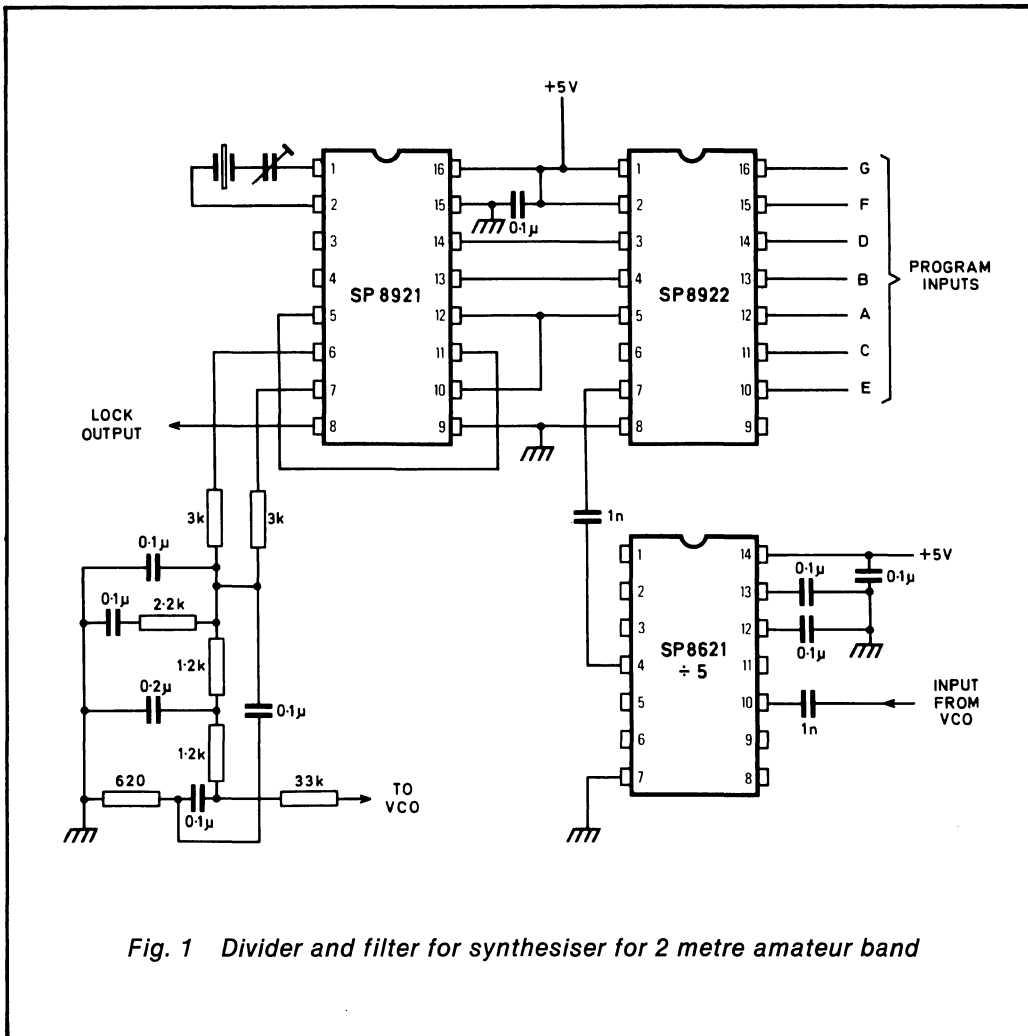 +5V
1
2
3
4
5
6
7
8
SP8921
16
15
14
13
12
11
10
9
0·1µ
1
2
3
4
5
6
7
8
SP8922
16
15
14
13
12
11
10
9
G
F
D
B
A
C
E
PROGRAM
INPUTS
LOCK
OUTPUT
3k
3k
0·1µ
0·1µ
2·2k
1·2k
0·2µ
0·1µ
1·2k
620
0·1µ
33k
TO
VCO
1n
1
2
3
4
5
6
7
SP8621
÷ 5
14
13
12
11
10
9
8
+5V
0·1µ
0·1µ
0·1µ
1n
INPUT
FROM
VCO
Fig. 1 Divider and filter for synthesiser for 2 metre amateur band